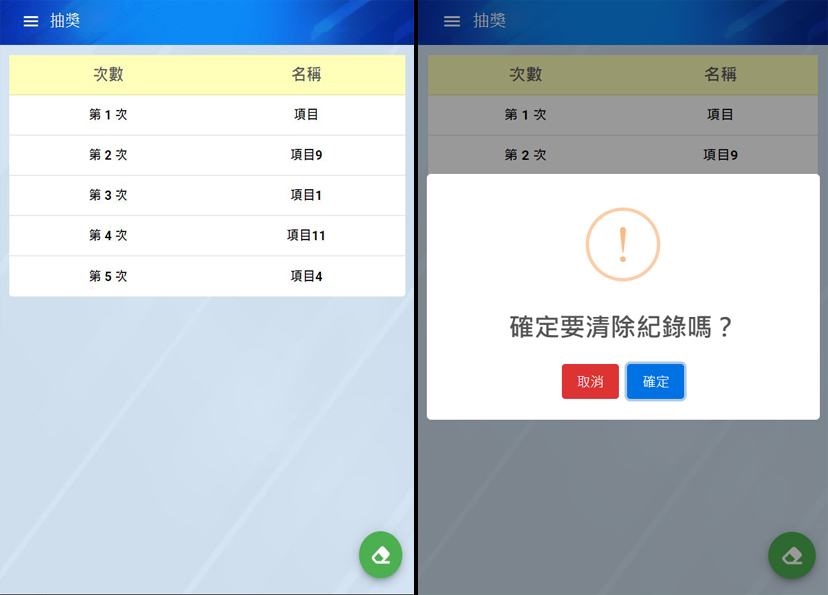 抽獎
次數 名稱
第 1 次 項目
第 2 次 項目9
第 3 次 項目1
第 4 次 項目11
第 5 次 項目4
抽獎
次數 名稱
第 1 次 項目
第 2 次 項目9
!
確定要清除紀錄嗎？
取消 確定